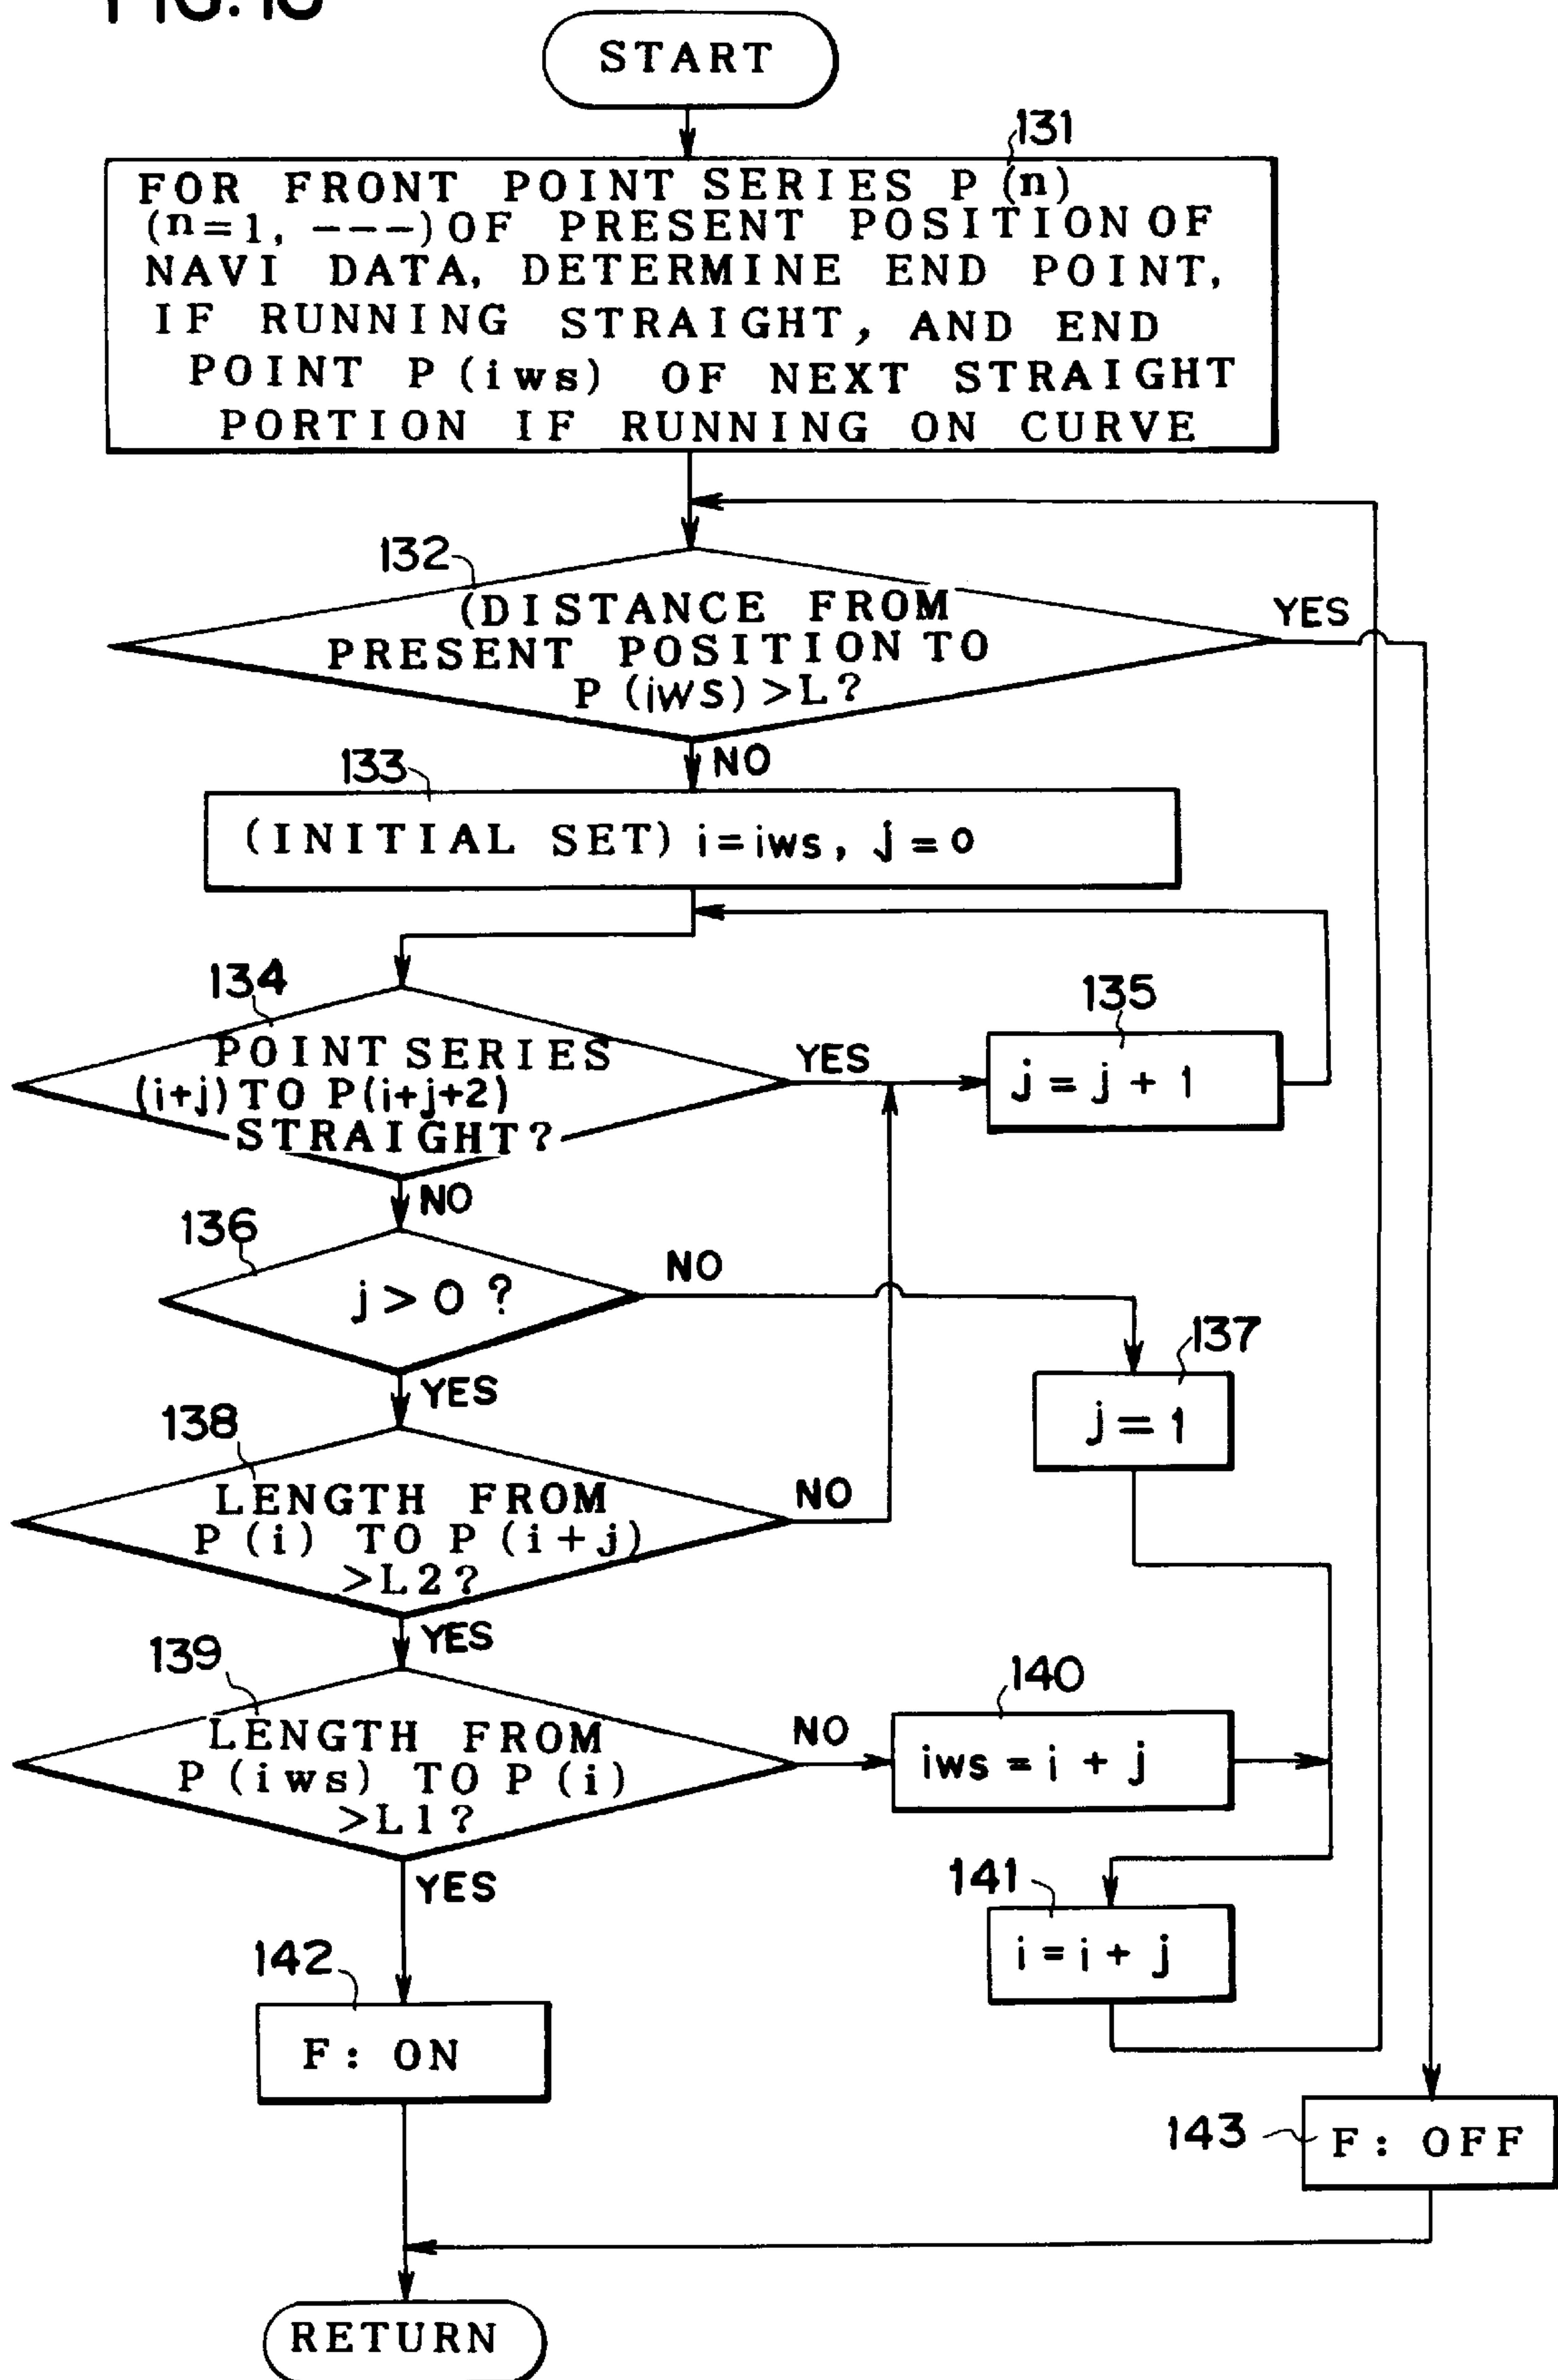 START
131
FOR FRONT POINT SERIES P (n)
(n=1, ---) OF PRESENT POSITION OF
NAVI DATA, DETERMINE END POINT,
IF RUNNING STRAIGHT, AND END
POINT P (iws) OF NEXT STRAIGHT
PORTION IF RUNNING ON CURVE
132
(DISTANCE FROM
PRESENT POSITION TO
P (iWS) >L?
YES
NO
133
(INITIAL SET) i=iws, j=0
134
POINT SERIES
(i+j) TO P(i+j+2)
STRAIGHT?
YES
135
j = j + 1
NO
136
j > 0 ?
NO
137
j = 1
YES
138
LENGTH FROM
P (i) TO P (i+j)
>L2?
NO
YES
139
LENGTH FROM
P (iws) TO P (i)
>L1?
NO
140
iws = i + j
YES
141
i = i + j
142
F: ON
143
F: OFF
RETURN